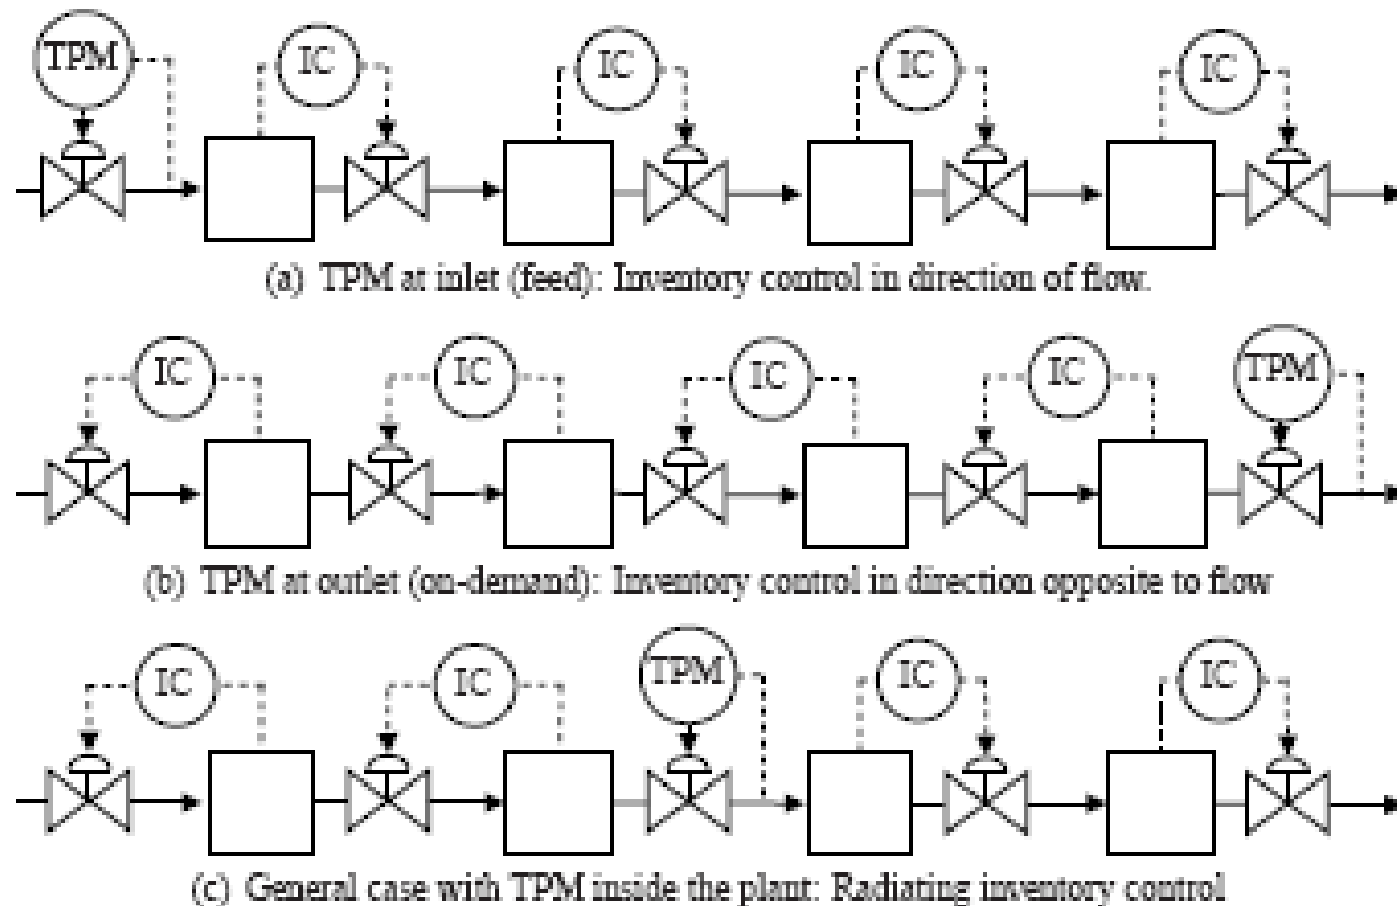 TPM IC IC IC IC
(a) TPM at inlet (feed): Inventory control in direction of flow.
IC IC IC IC TPM
(b) TPM at outlet (on-demand): Inventory control in direction opposite to flow
IC IC TPM IC IC
(c) General case with TPM inside the plant: Radiating inventory control